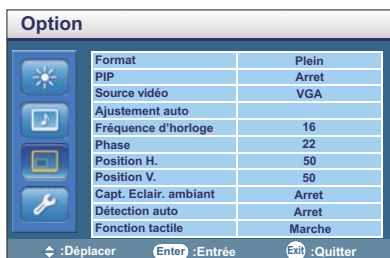 Option
Format Plein
PIP Arret
Source vidéo VGA
Ajustement auto
Fréquence d'horloge 16
Phase 22
Position H. 50
Position V. 50
Capt. Eclair. ambiant Arret
Détection auto Arret
Fonction tactile Marche
:Déplacer Enter :Entrée Exit :Quitter